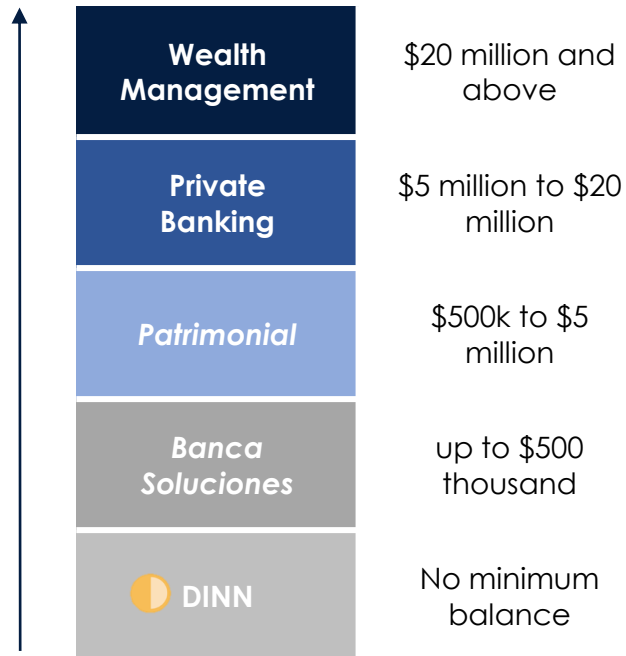 Wealth
Management
$20 million and
above
Private
Banking
$5 million to $20
million
Patrimonial
$500k to $5
million
Banca
Soluciones
up to $500
thousand
DINN
No minimum
balance